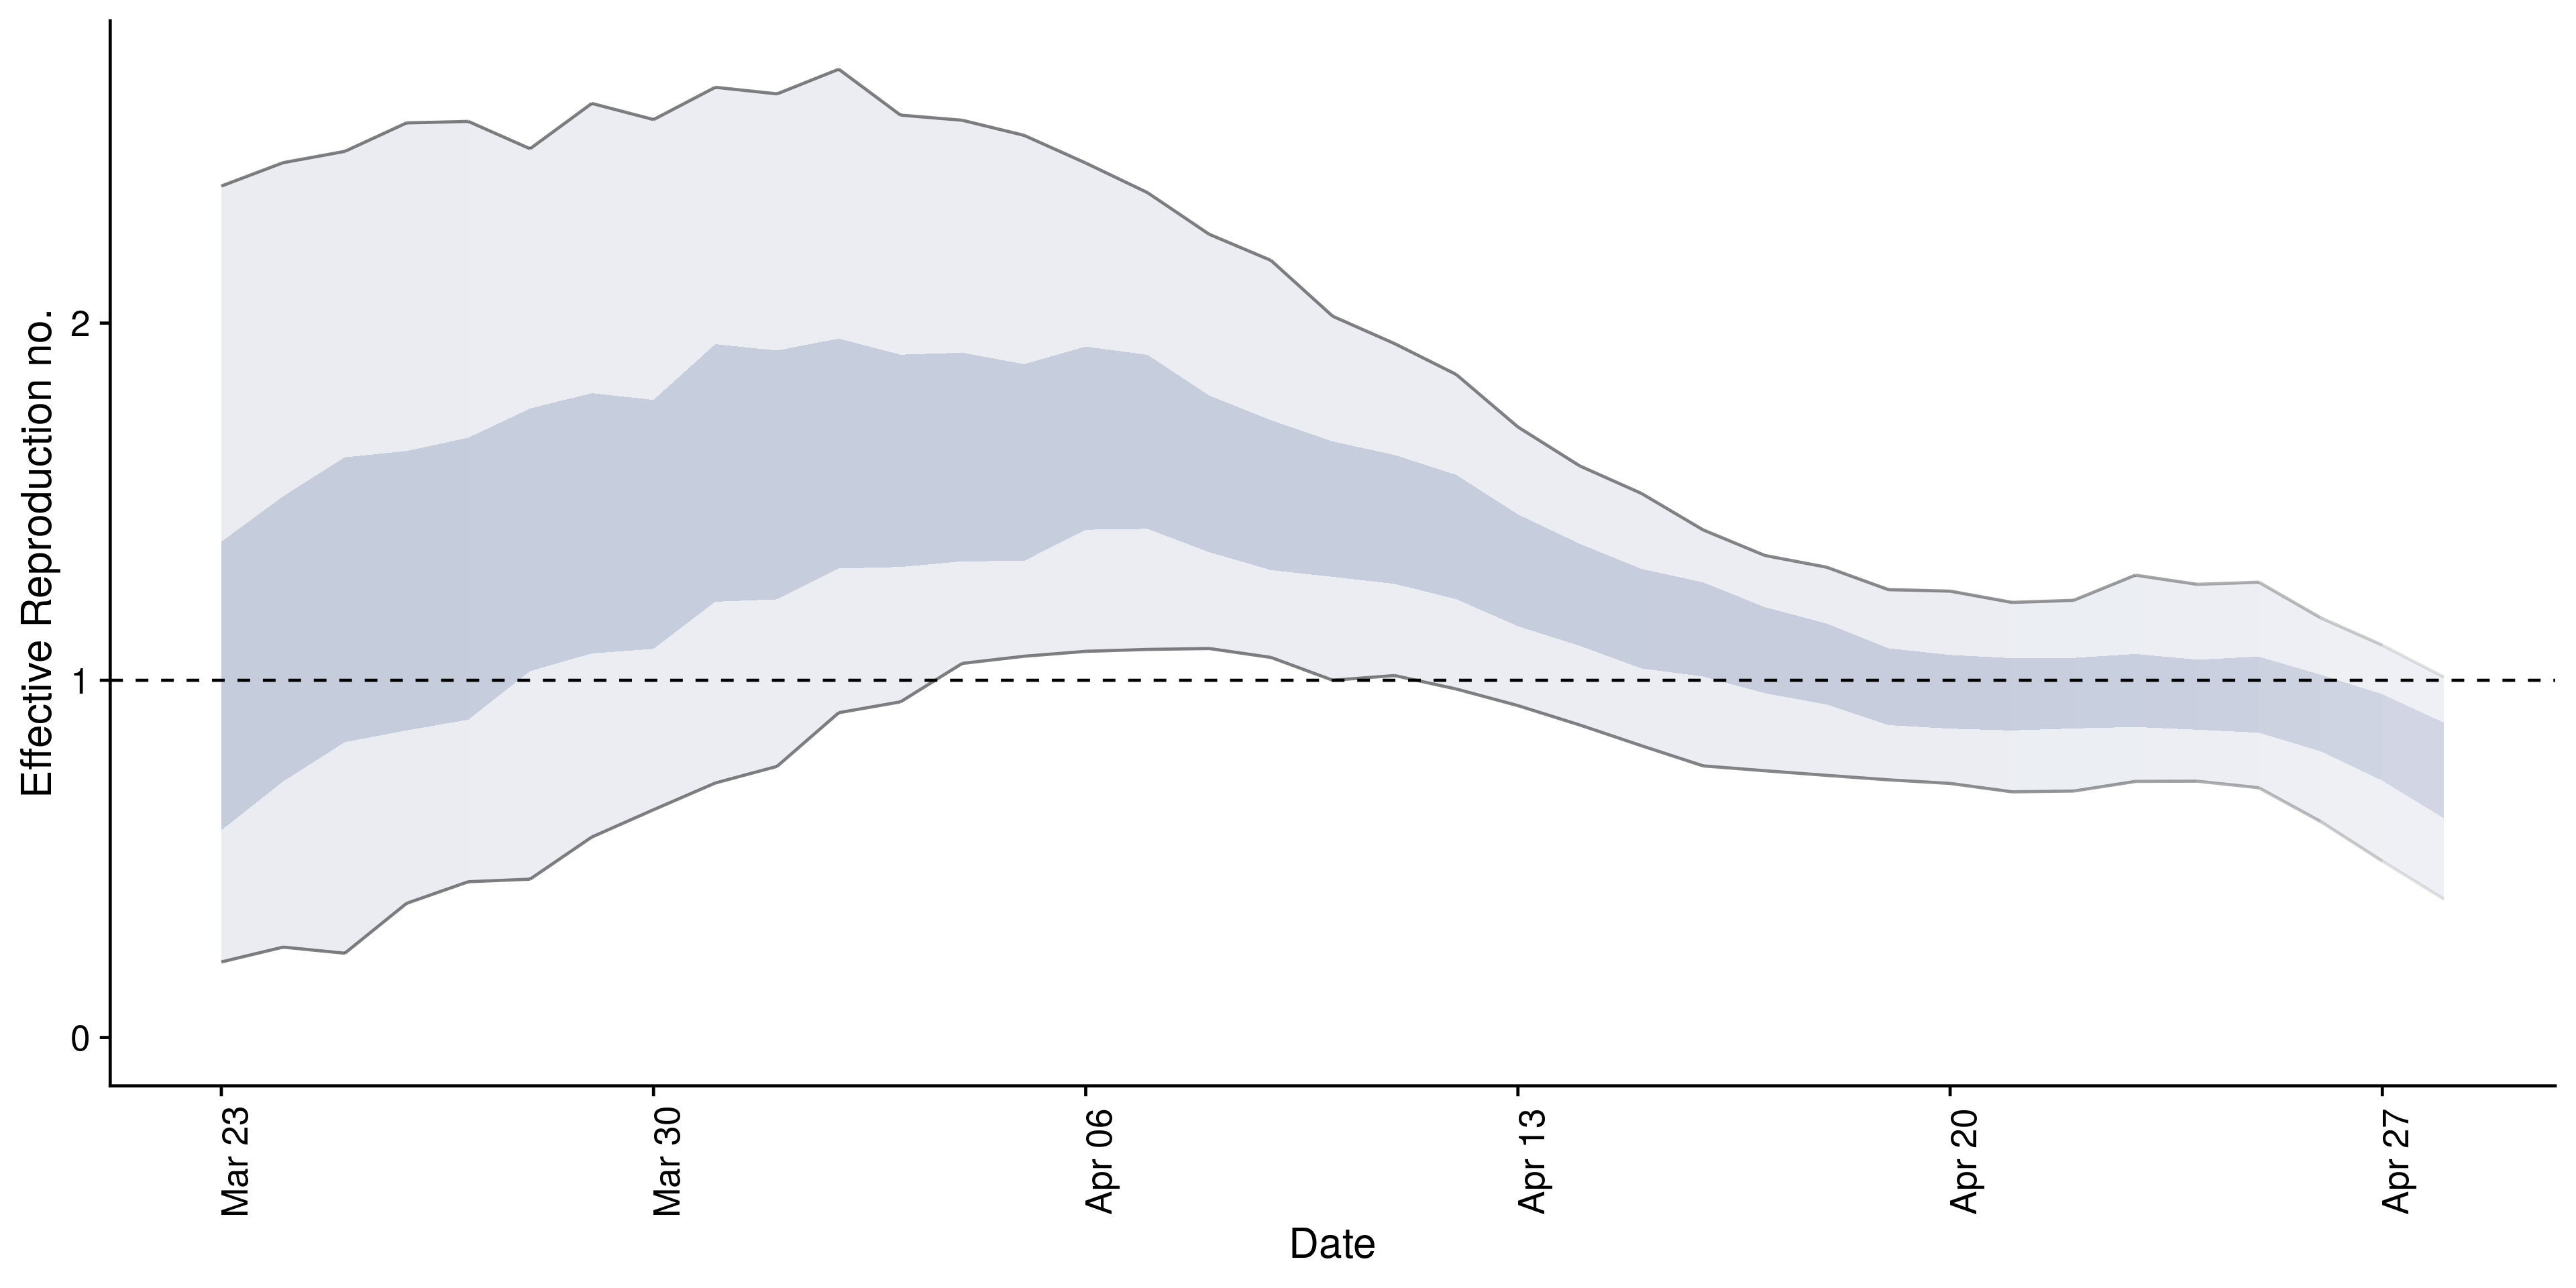 Effective Reproduction no.
2
1
0
Mar 23
Mar 30
Apr 06
Apr 13
Apr 20
Apr 27
Date